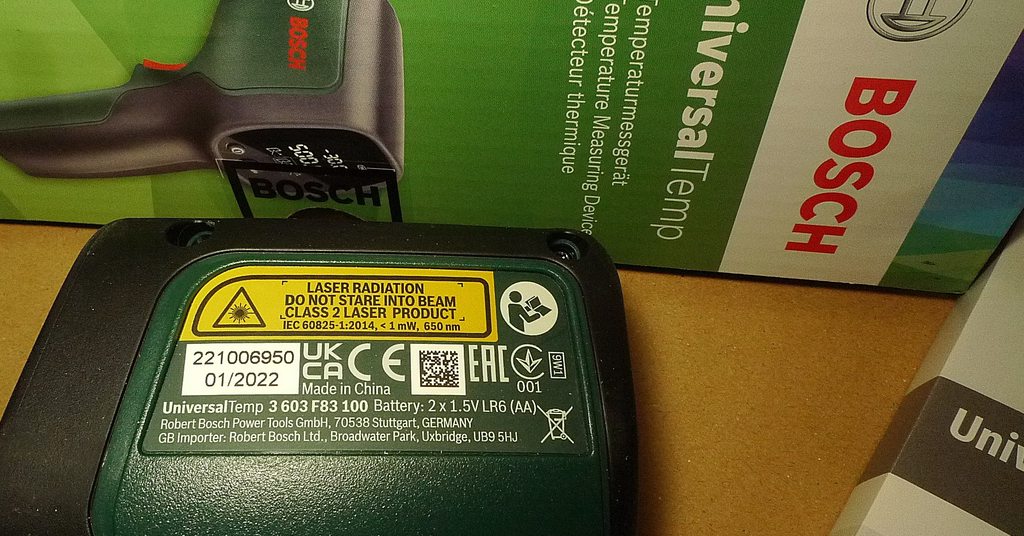 BOSCH
BOSCH
niversalTemp
Temperaturmessgerät
Temperature Measuring Device
Détecteur thermique
BOSCH
LASER RADIATION
DO NOT STARE INTO BEAM
CLASS 2 LASER PRODUCT
IEC 60825-1:2014, < 1 mW, 650 nm
221006950
01/2022
UK
CA
CE
EAC
001
9W1
Made in China
UniversalTemp 3 603 F83 100 Battery: 2 x 1.5V LR6 (AA)
Robert Bosch Power Tools GmbH, 70538 Stuttgart, GERMANY
GB Importer: Robert Bosch Ltd., Broadwater Park, Uxbridge, UB9 5HJ
Univ